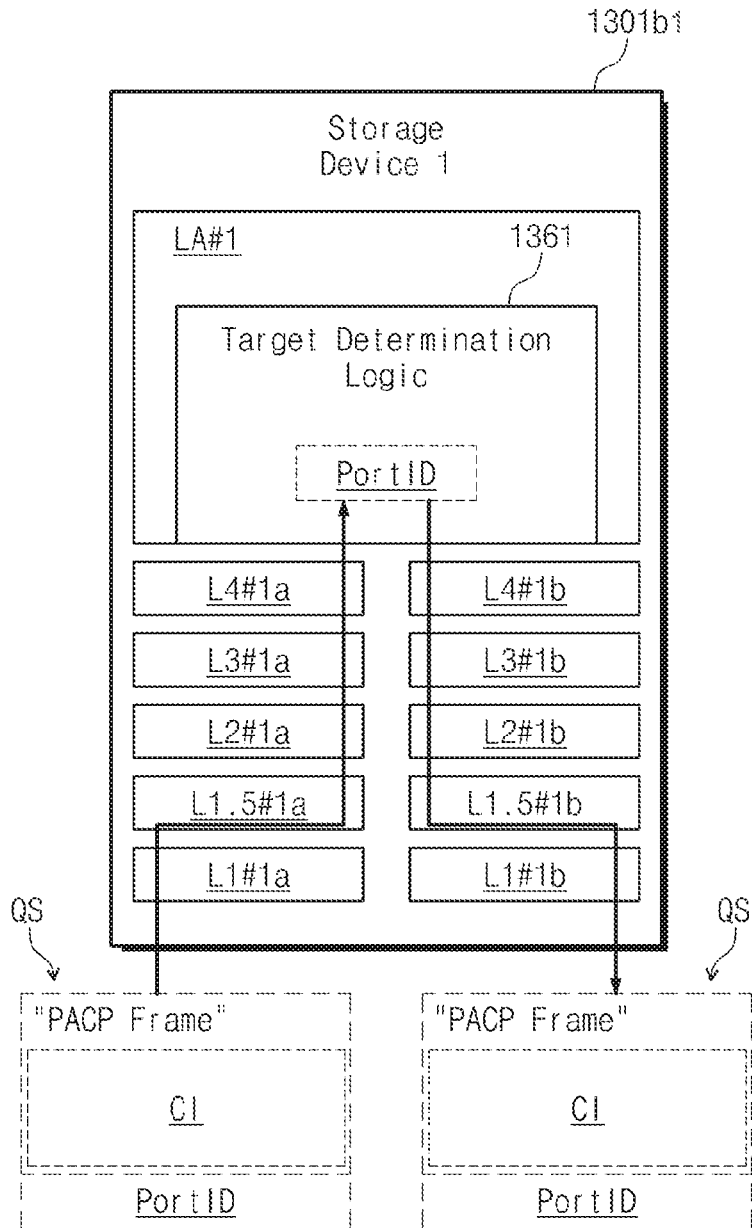 1301b1
Storage
Device 1
LA#1
1361
Target Determination
Logic
PortID
L4#1a
L4#1b
L3#1a
L3#1b
L2#1a
L2#1b
L1.5#1a
L1.5#1b
L1#1a
L1#1b
QS
QS
"PACP Frame"
"PACP Frame"
CI
CI
PortID
PortID